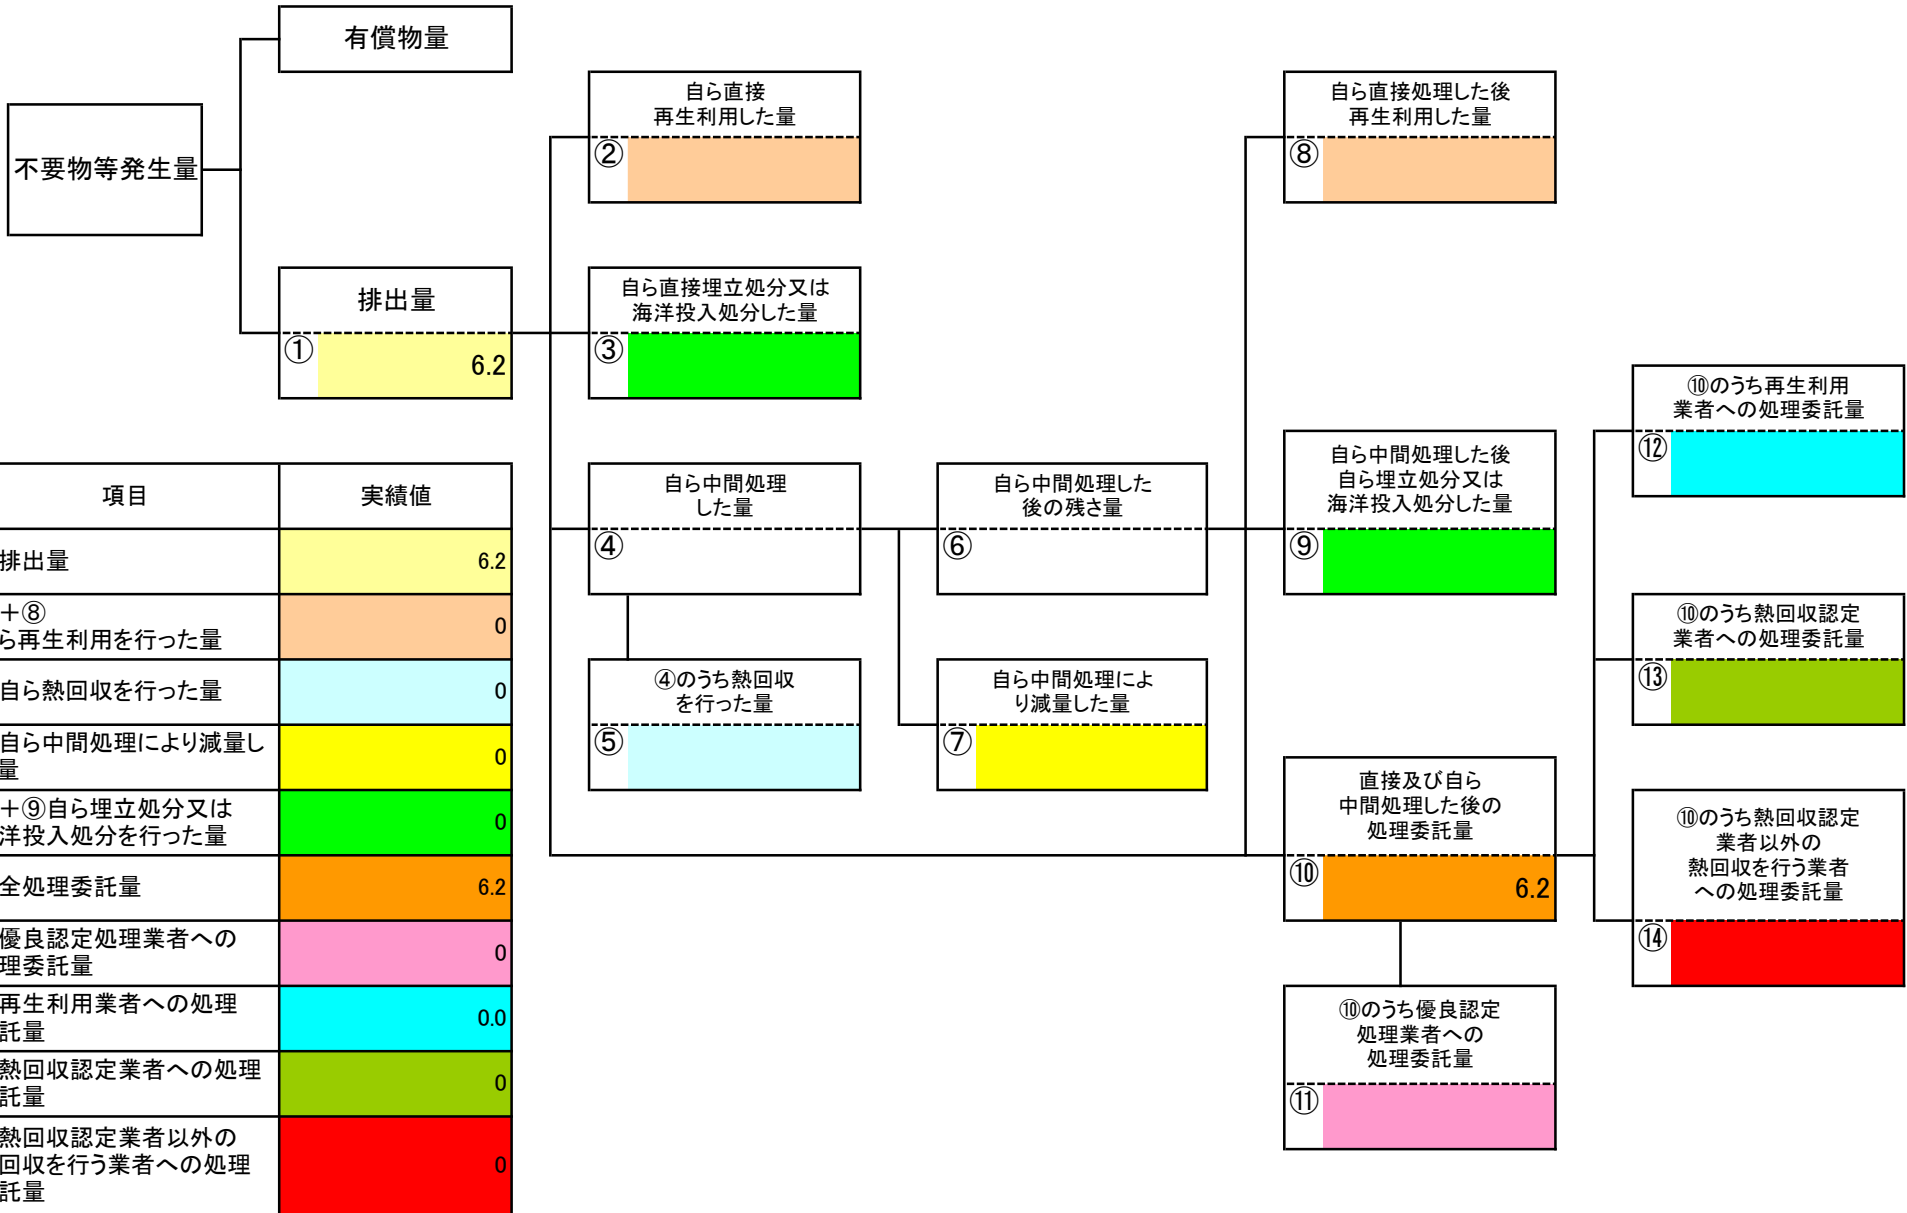 有償物量
不要物等発生量
排出量
①
6.2
自ら直接
再生利用した量
②
自ら直接埋立処分又は
海洋投入処分した量
③
自ら中間処理
した量
④
④のうち熱回収
を行った量
⑤
自ら中間処理した
後の残さ量
⑥
自ら中間処理によ
り減量した量
⑦
自ら直接処理した後
再生利用した量
⑧
自ら中間処理した後
自ら埋立処分又は
海洋投入処分した量
⑨
直接及び自ら
中間処理した後の
処理委託量
⑩
6.2
⑩のうち優良認定
処理業者への
処理委託量
⑪
⑩のうち再生利用
業者への処理委託量
⑫
⑩のうち熱回収認定
業者への処理委託量
⑬
⑩のうち熱回収認定
業者以外の
熱回収を行う業者
への処理委託量
⑭
項目
実績値
排出量
6.2
+⑧
ら再生利用を行った量
0
自ら熱回収を行った量
0
自ら中間処理により減量し
量
0
+⑨自ら埋立処分又は
洋投入処分を行った量
0
全処理委託量
6.2
優良認定処理業者への
理委託量
0
再生利用業者への処理
託量
0.0
熱回収認定業者への処理
託量
0
熱回収認定業者以外の
回収を行う業者への処理
託量
0